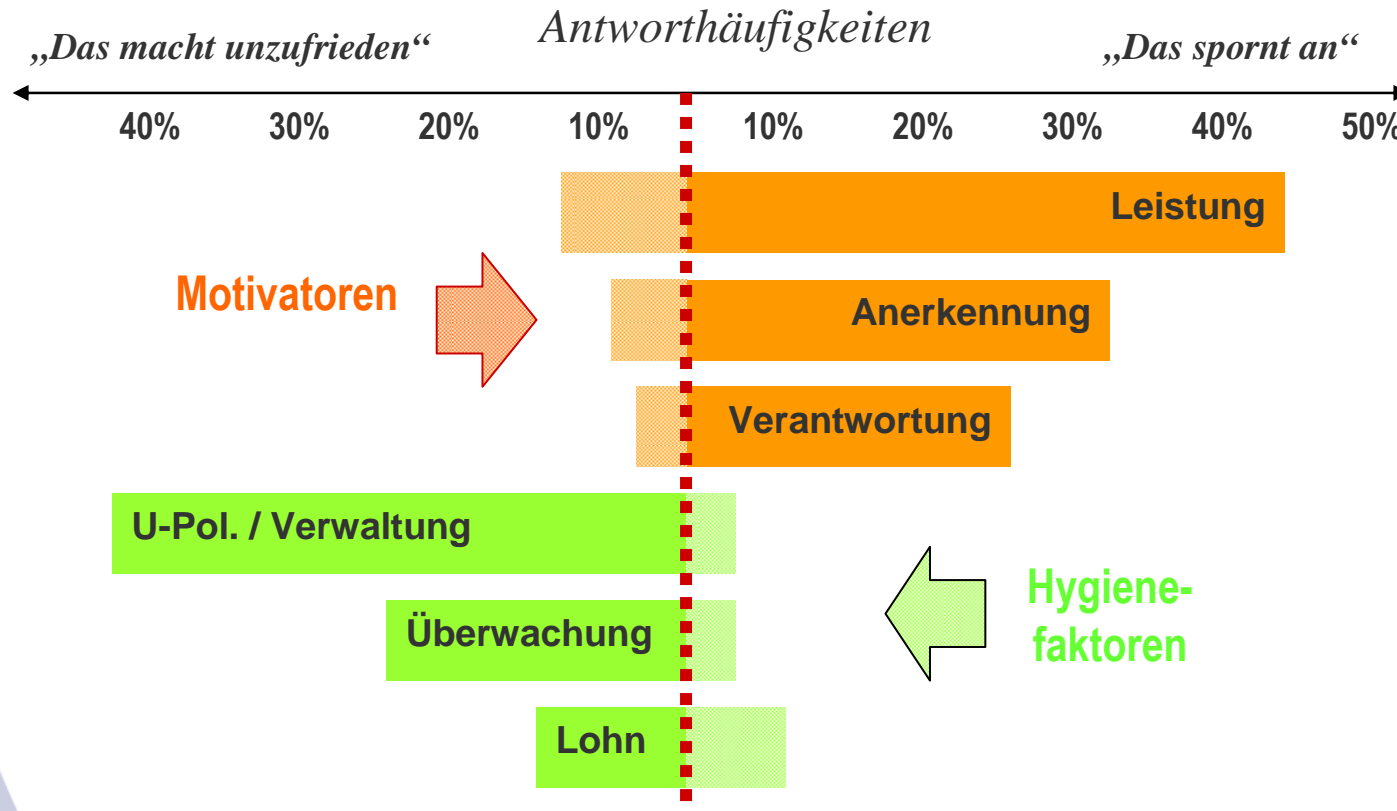 Antworthäufigkeiten
„Das macht unzufrieden“
„Das spornt an“
40% 30% 20% 10% 10% 20% 30% 40% 50%
Leistung
Motivatoren
Anerkennung
Verantwortung
U-Pol. / Verwaltung
Überwachung
Hygiene-
faktoren
Lohn